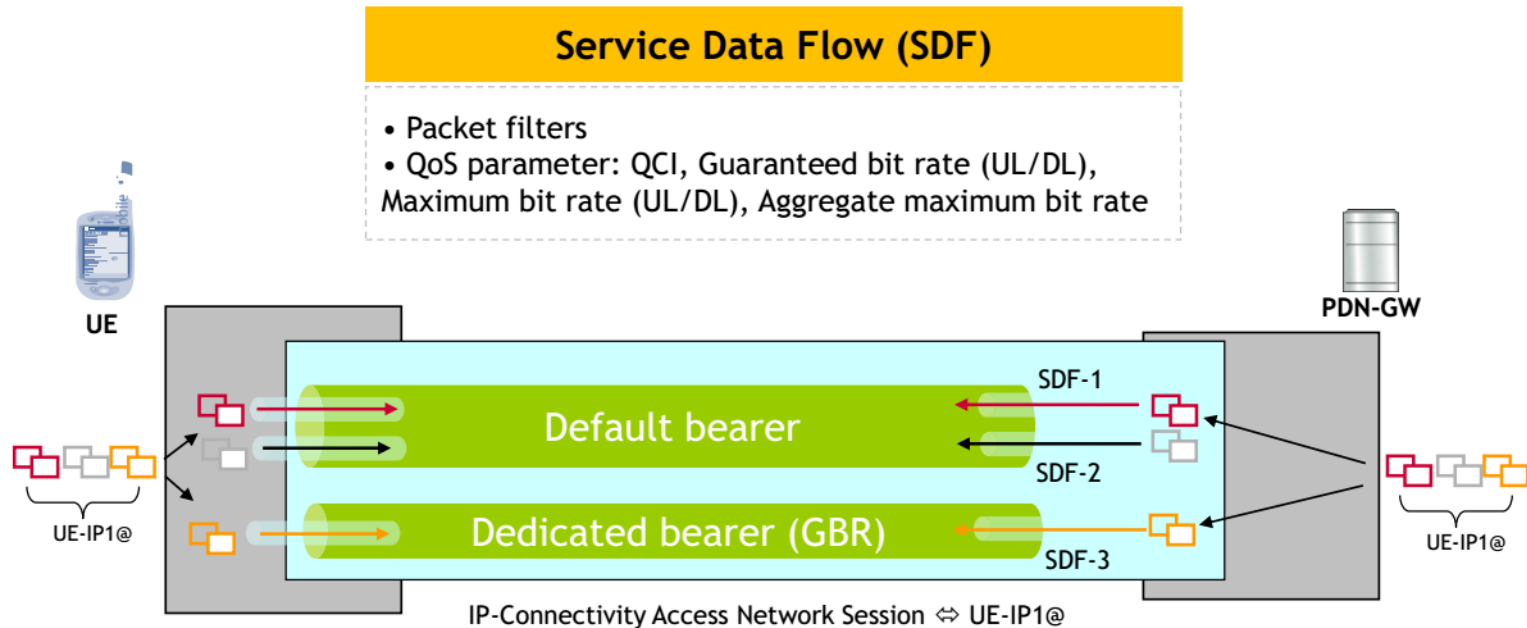 Service Data Flow (SDF)
• Packet filters
• QoS parameter: QCI, Guaranteed bit rate (UL/DL),
Maximum bit rate (UL/DL), Aggregate maximum bit rate
UE
PDN-GW
SDF-1
Default bearer
SDF-2
UE-IP1@
Dedicated bearer (GBR)
SDF-3
UE-IP1@
IP-Connectivity Access Network Session ⇔ UE-IP1@